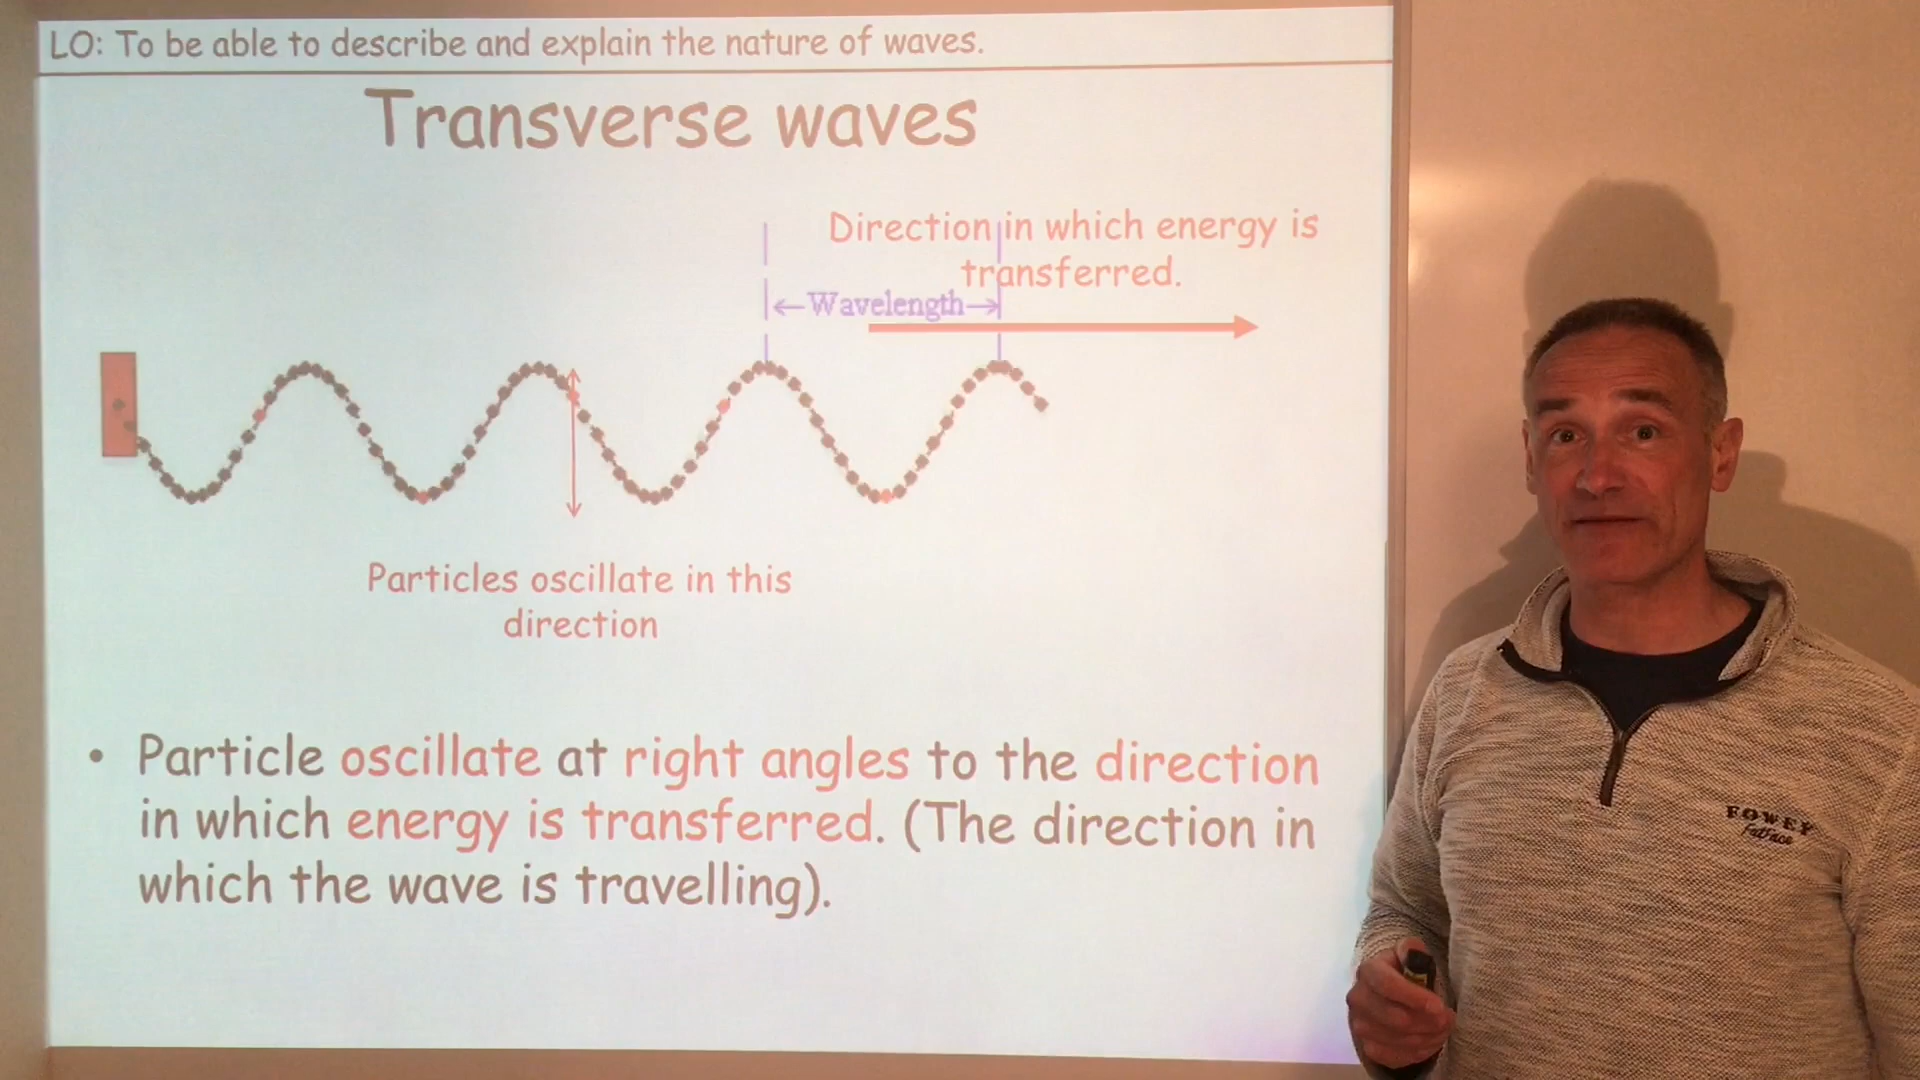 LO: To be able to describe and explain the nature of waves.
Transverse waves
Direction in which energy is
transferred.
Wavelength
Particles oscillate in this
direction
• Particle oscillate at right angles to the direction
in which energy is transferred. (The direction in
which the wave is travelling).
FOWEY
FatFace